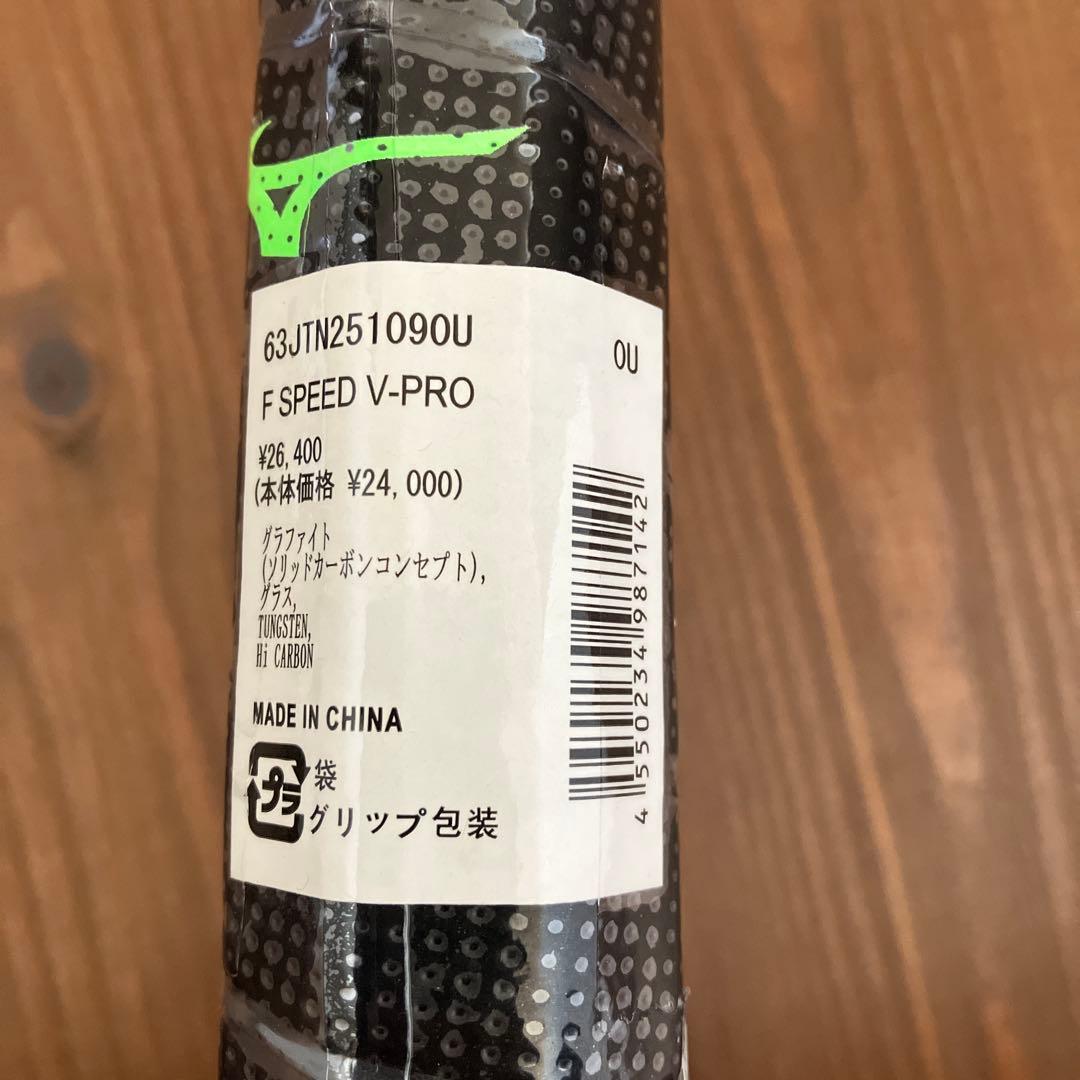 63JTN251090U
0U
F SPEED V-PRO
¥26,400
(本体価格 ¥24,000)
グラファイト
(ソリッドカーボンコンセプト),
グラス,
TUNGSTEN,
Hi CARBON
MADE IN CHINA
プラ
袋
グリップ包装
4550234987142